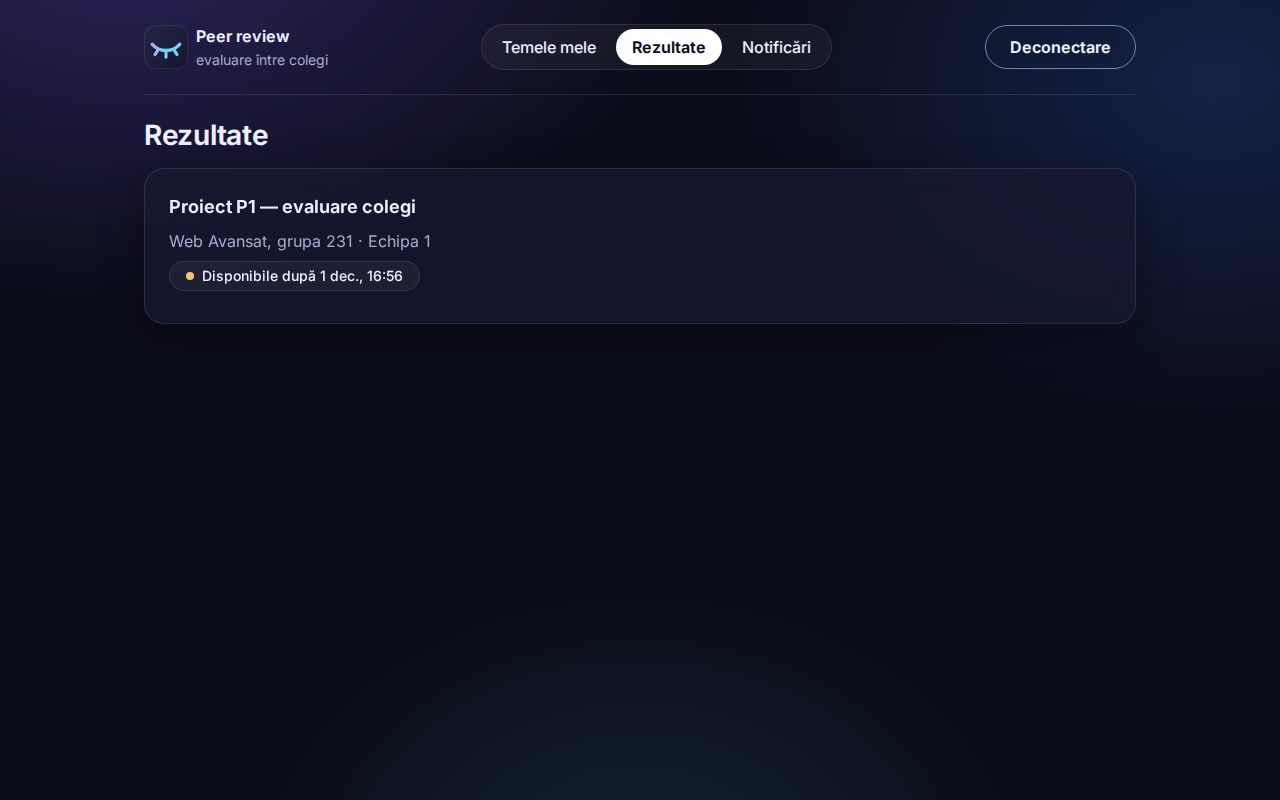 Peer review
evaluare între colegi
Temele mele
Rezultate
Notificări
Deconectare
Rezultate
Proiect P1 — evaluare colegi
Web Avansat, grupa 231 · Echipa 1
Disponibile după 1 dec., 16:56